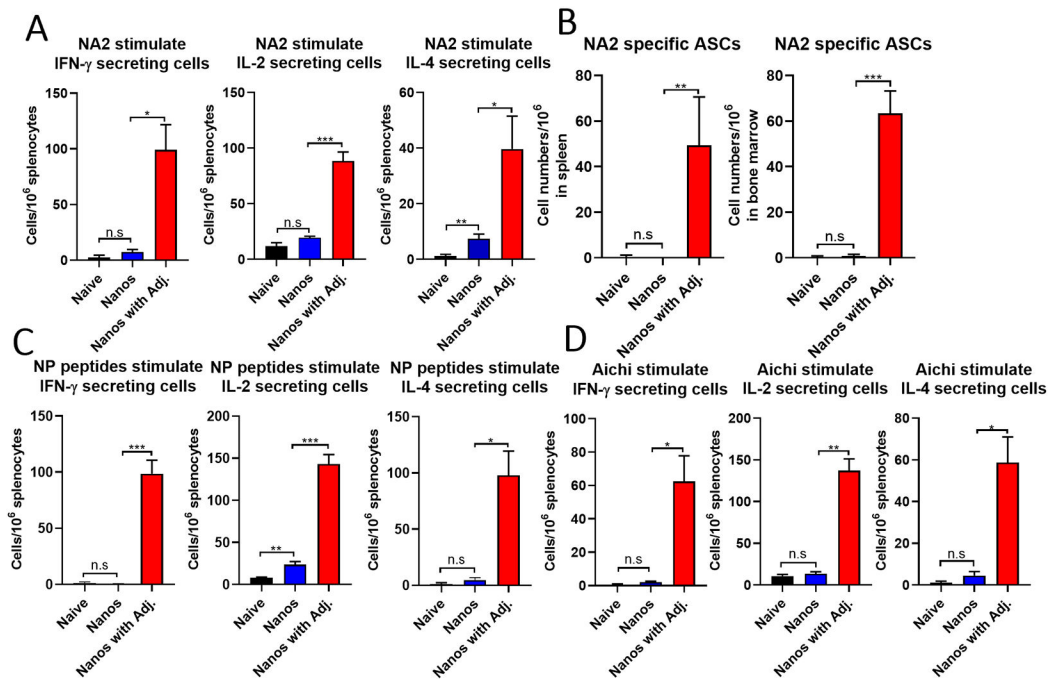 A
NA2 stimulate
IFN-γ secreting cells
Cells/10⁶ splenocytes
150
100
50
0
n.s
*
Naive
Nanos
Nanos with Adj.
NA2 stimulate
IL-2 secreting cells
Cells/10⁶ splenocytes
150
100
50
0
n.s
***
Naive
Nanos
Nanos with Adj.
NA2 stimulate
IL-4 secreting cells
Cells/10⁶ splenocytes
60
40
20
0
**
*
Naive
Nanos
Nanos with Adj.
B
NA2 specific ASCs
Cell numbers/10⁶
in spleen
80
60
40
20
0
n.s
**
Naive
Nanos
Nanos with Adj.
NA2 specific ASCs
Cell numbers/10⁶
in bone marrow
80
60
40
20
0
n.s
***
Naive
Nanos
Nanos with Adj.
C
NP peptides stimulate
IFN-γ secreting cells
Cells/10⁶ splenocytes
150
100
50
0
n.s
***
Naive
Nanos
Nanos with Adj.
NP peptides stimulate
IL-2 secreting cells
Cells/10⁶ splenocytes
200
150
100
50
0
**
***
Naive
Nanos
Nanos with Adj.
NP peptides stimulate
IL-4 secreting cells
Cells/10⁶ splenocytes
150
100
50
0
n.s
*
Naive
Nanos
Nanos with Adj.
D
Aichi stimulate
IFN-γ secreting cells
Cells/10⁶ splenocytes
100
80
60
40
20
0
n.s
*
Naive
Nanos
Nanos with Adj.
Aichi stimulate
IL-2 secreting cells
Cells/10⁶ splenocytes
200
150
100
50
0
n.s
**
Naive
Nanos
Nanos with Adj.
Aichi stimulate
IL-4 secreting cells
Cells/10⁶ splenocytes
80
60
40
20
0
n.s
*
Naive
Nanos
Nanos with Adj.